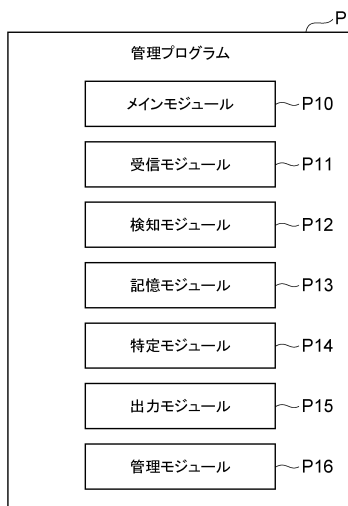 P
管理プログラム
メインモジュール P10
受信モジュール P11
検知モジュール P12
記憶モジュール P13
特定モジュール P14
出力モジュール P15
管理モジュール P16